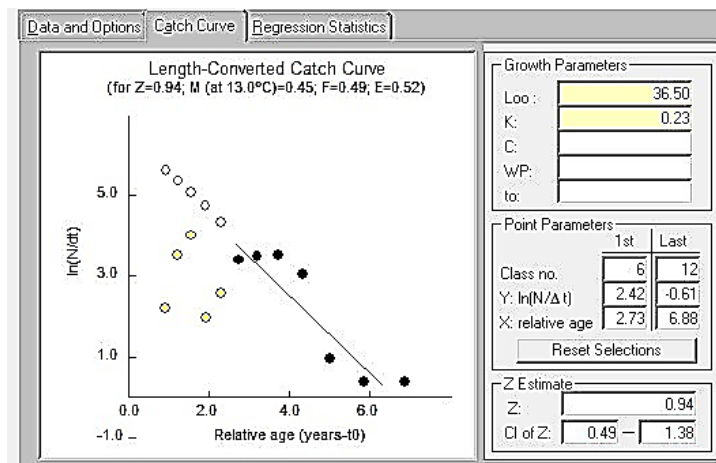 Data and Options Catch Curve Regression Statistics
Length-Converted Catch Curve
(for Z=0.94; M (at 13.0ºC)=0.45; F=0.49; E=0.52)
ln(N/dt)
5.0
3.0
1.0
-1.0
0.0 2.0 4.0 6.0
Relative age (years-t0)
Growth Parameters
Loo : 36.50
K: 0.23
C:
WP:
to:
Point Parameters
1st Last
Class no. 6 12
Y: ln(N/Δ t) 2.42 -0.61
X: relative age 2.73 6.88
Reset Selections
Z Estimate
Z: 0.94
CI of Z: 0.49 — 1.38